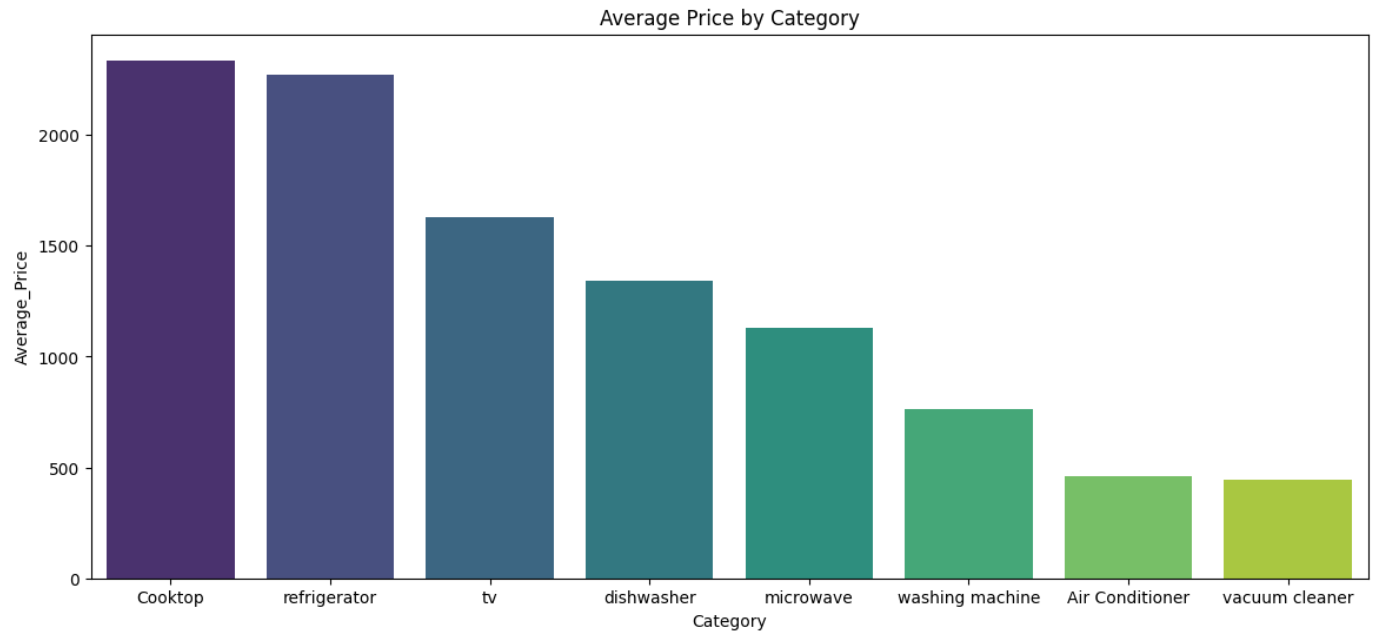 Average Price by Category
Average_Price
2000
1500
1000
500
0
Cooktop refrigerator tv dishwasher microwave washing machine Air Conditioner vacuum cleaner
Category